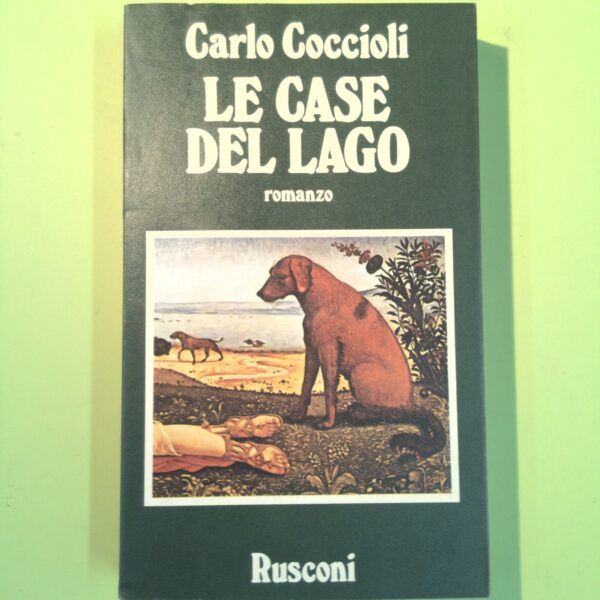 Carlo Coccioli
LE CASE
DEL LAGO
romanzo
Rusconi